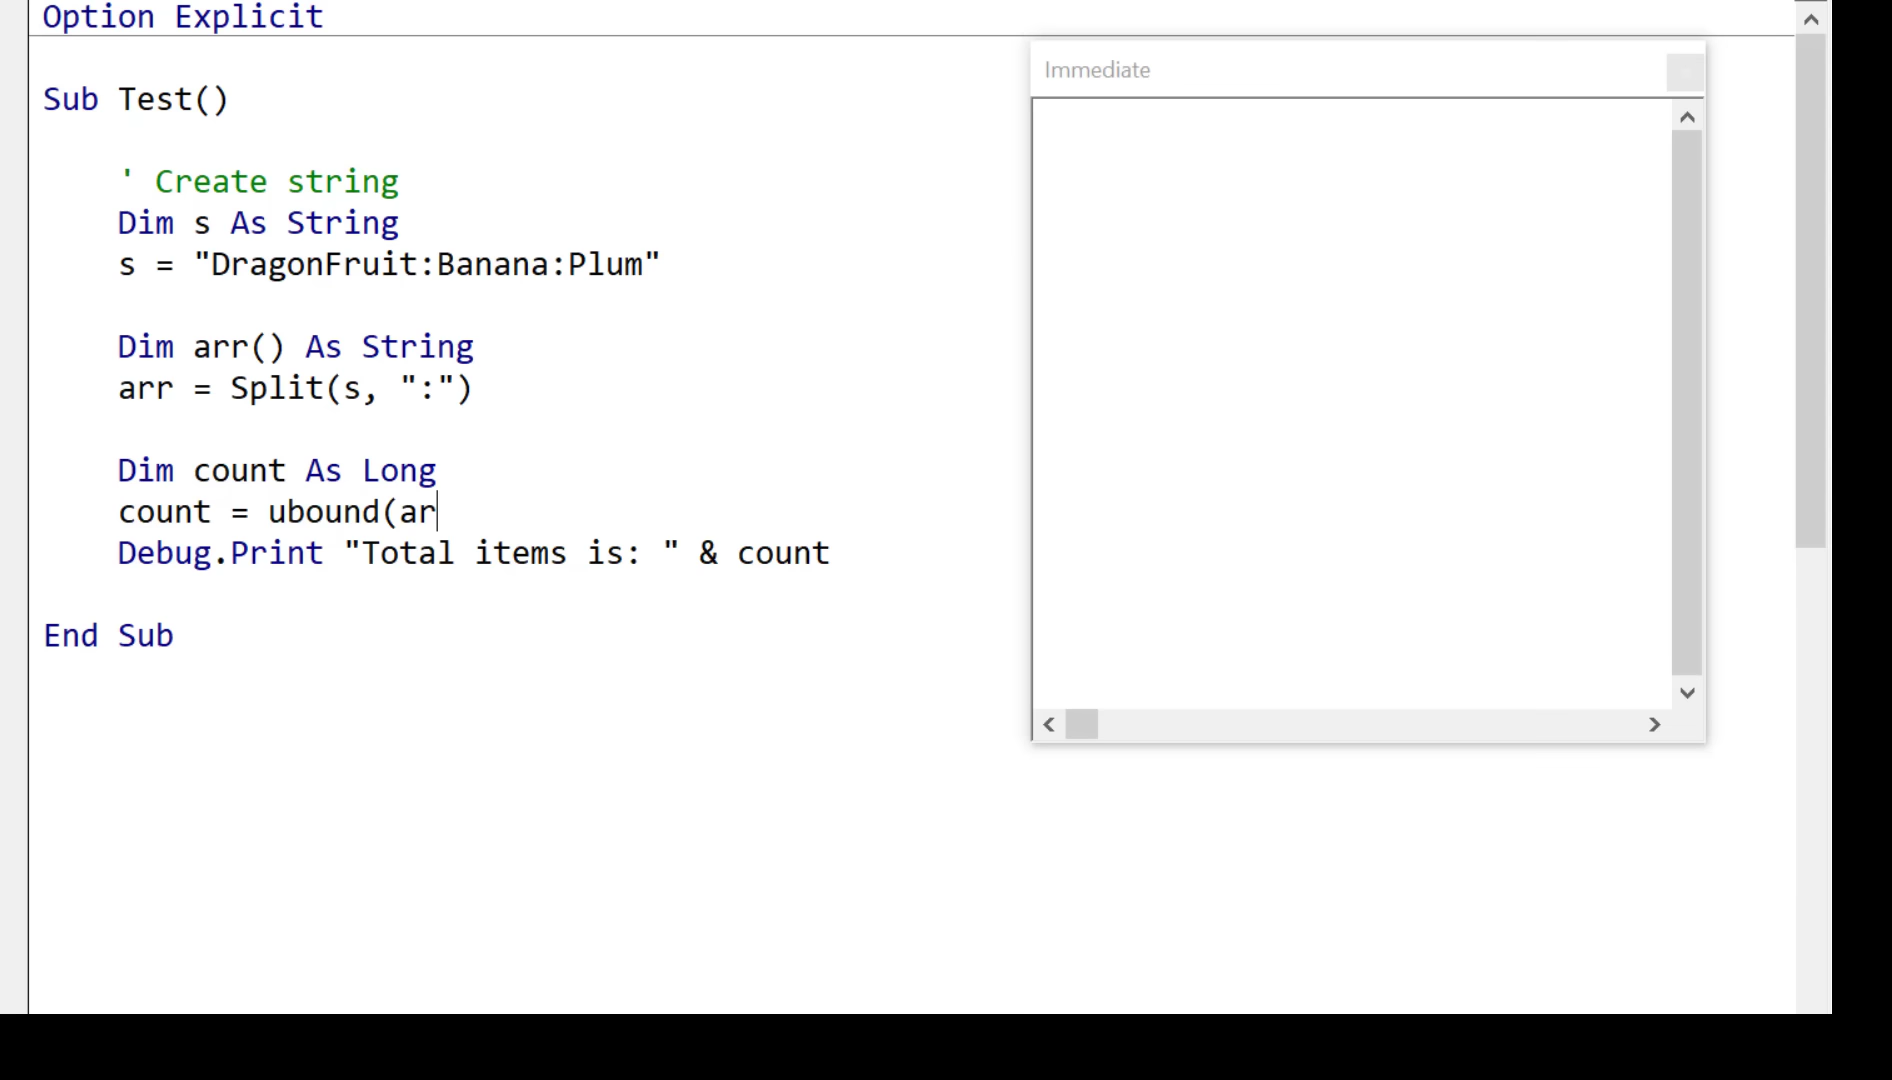 Option Explicit
Immediate
Sub Test()
' Create string
Dim s As String
s = "DragonFruit:Banana:Plum"
Dim arr() As String
arr = Split(s, ":")
Dim count As Long
count = ubound(ar
Debug.Print "Total items is: " & count
End Sub